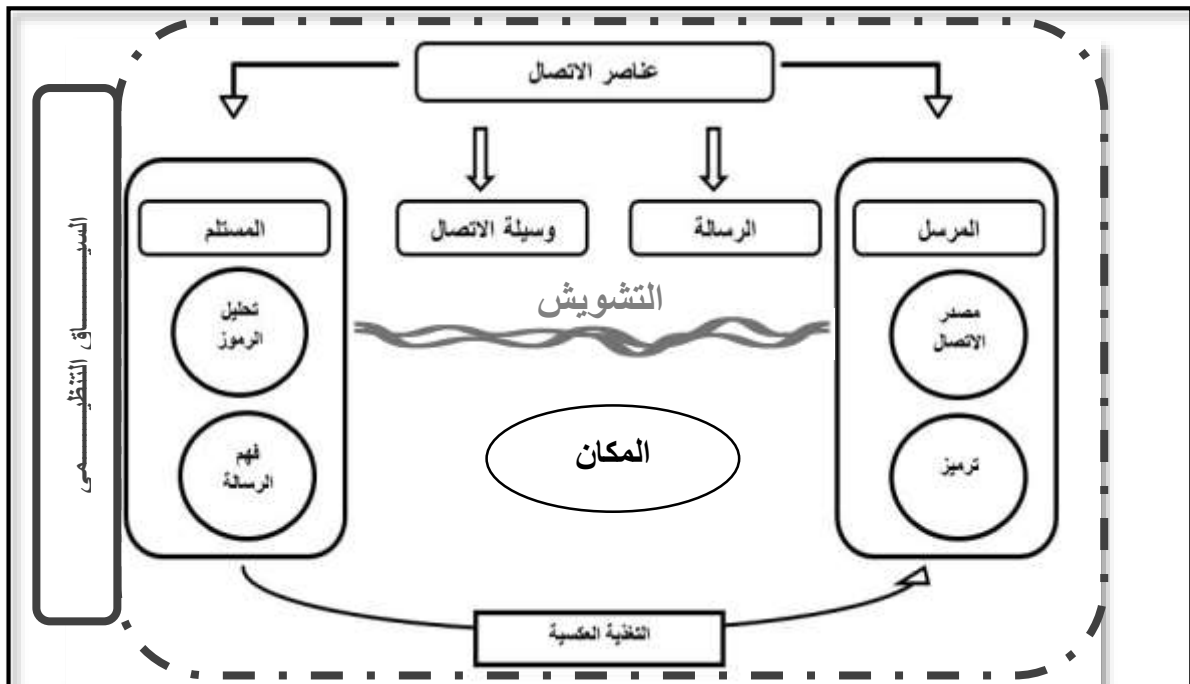 عناصر الاتصال
المرسل
الرسالة
وسيلة الاتصال
المستلم
مصدر
الاتصال
ترميز
التشويش
المكان
تحليل
الرموز
فهم
الرسالة
التغذية العكسية
السيـــــــاق التنظيـــــــمى